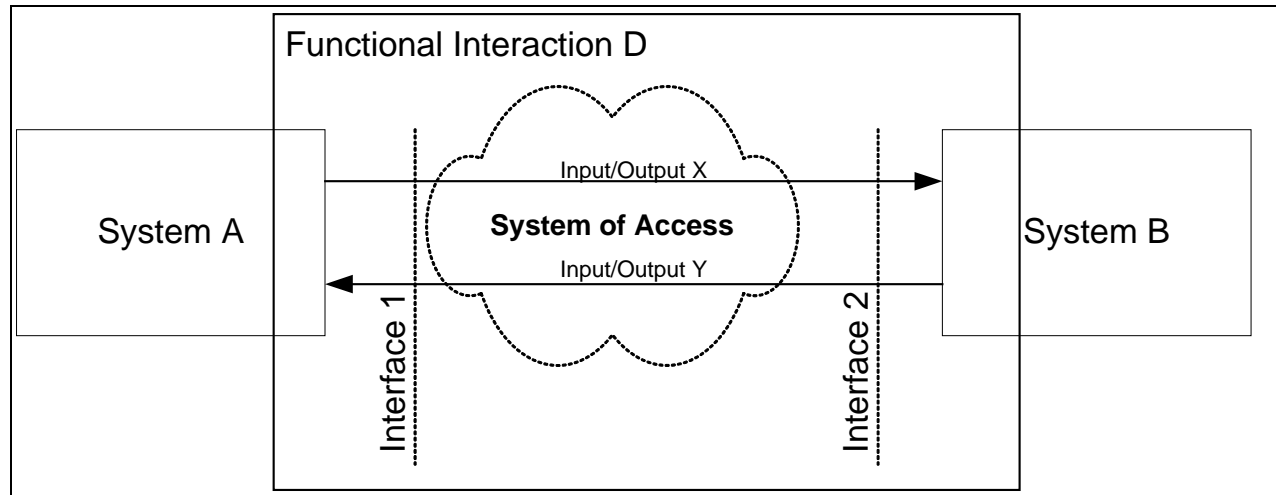 Functional Interaction D
Input/Output X
System A
System of Access
System B
Input/Output Y
Interface 1
Interface 2